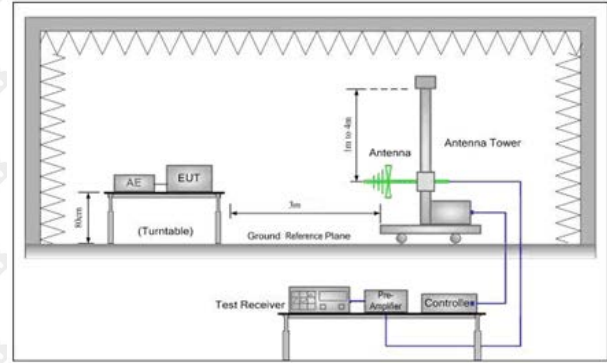 1m to 4m
Antenna
Antenna Tower
AE
EUT
80cm
(Turntable)
3m
Ground Reference Plane
Test Receiver
Pre-
Amplifier
Controller